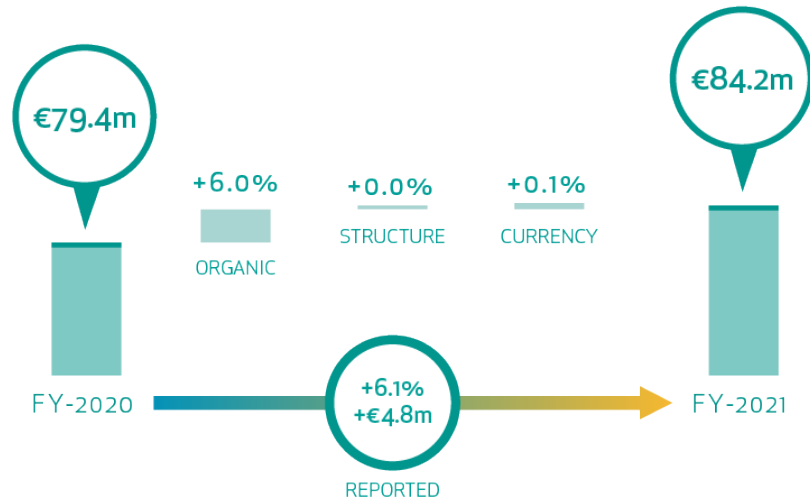 €79.4m
€84.2m
+6.0%
+0.0%
+0.1%
ORGANIC
STRUCTURE
CURRENCY
+6.1%
+€4.8m
FY-2020
FY-2021
REPORTED